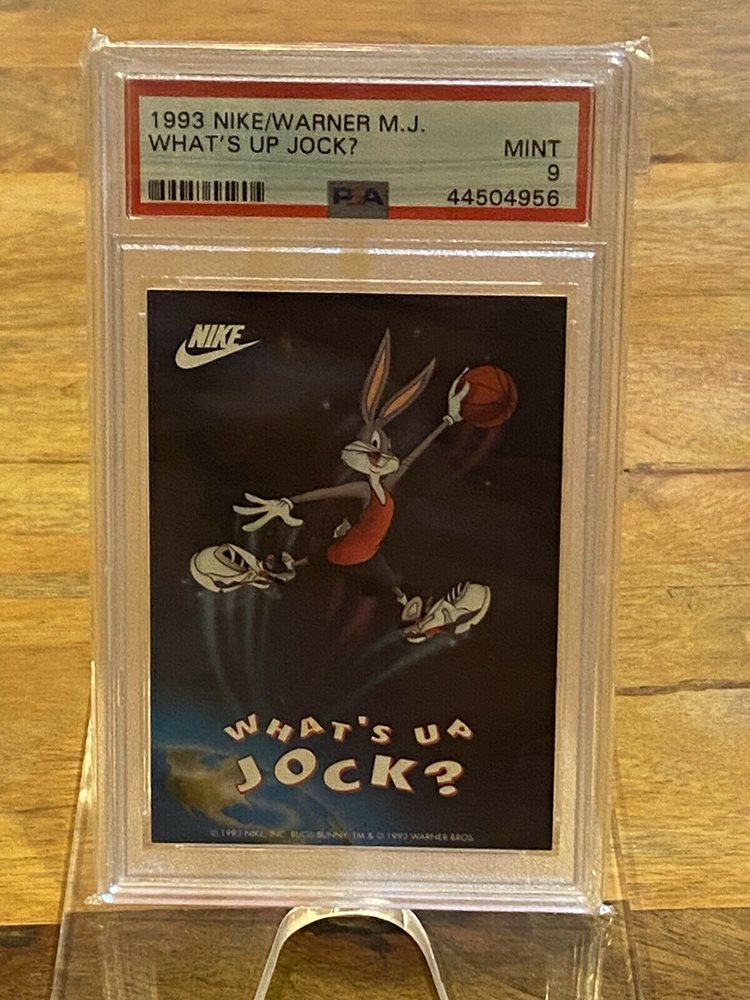 1993 NIKE/WARNER M.J.
WHAT'S UP JOCK?
MINT
9
PSA
44504956
NIKE
WHAT'S UP
JOCK?
© 1993 NIKE, INC. BUGS BUNNY, TM & © 1993 WARNER BROS.